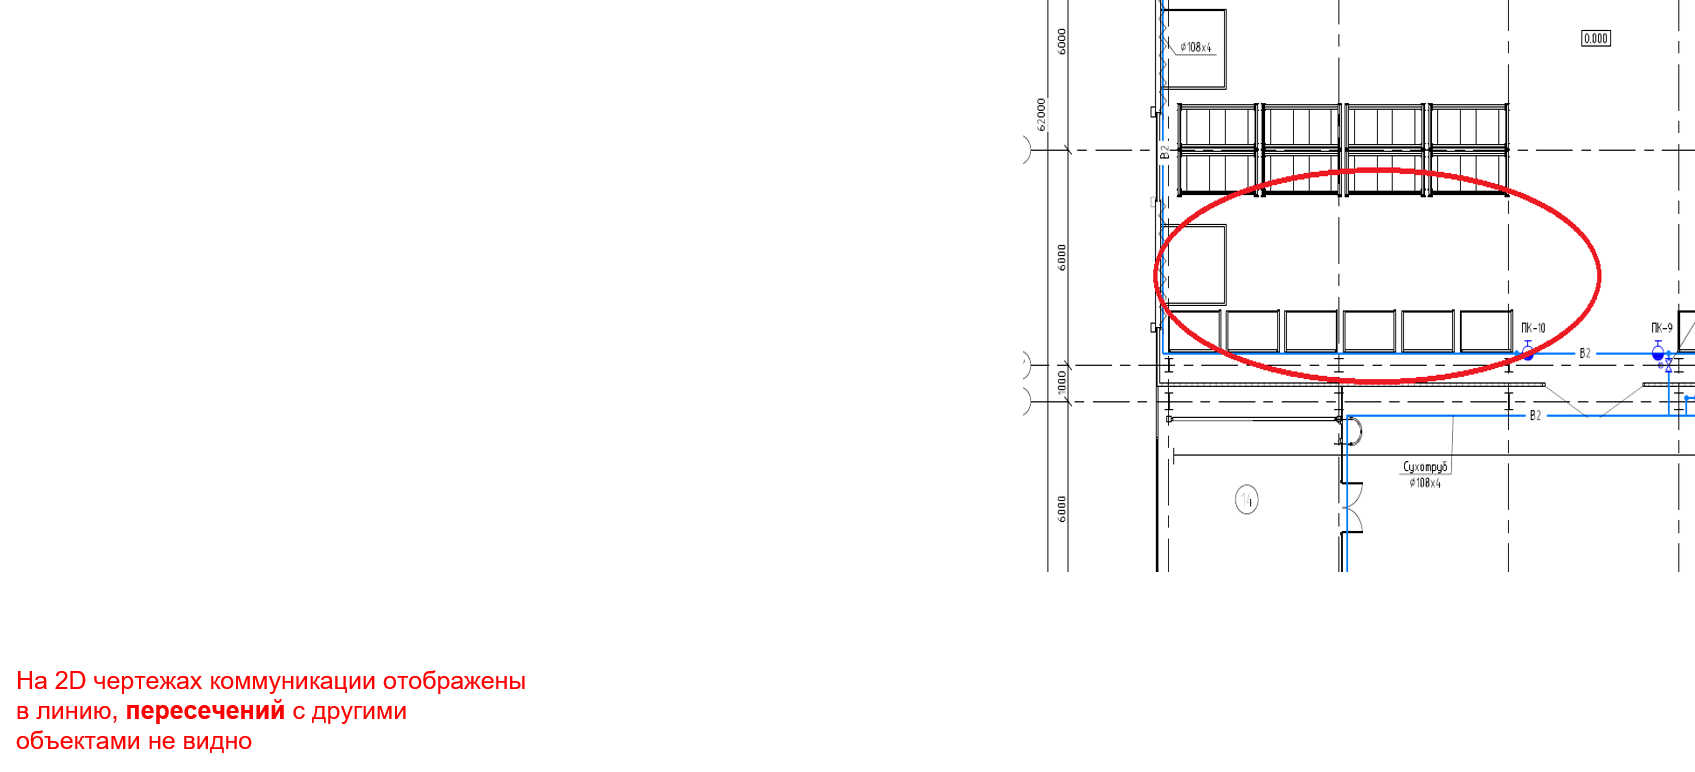 6000
Ø108х4
0.000
62000
В2
6000
ПК-10
ПК-9
В2
1000
В2
Сухотруб
Ø108х4
14
6000
На 2D чертежах коммуникации отображены
в линию, пересечений с другими
объектами не видно